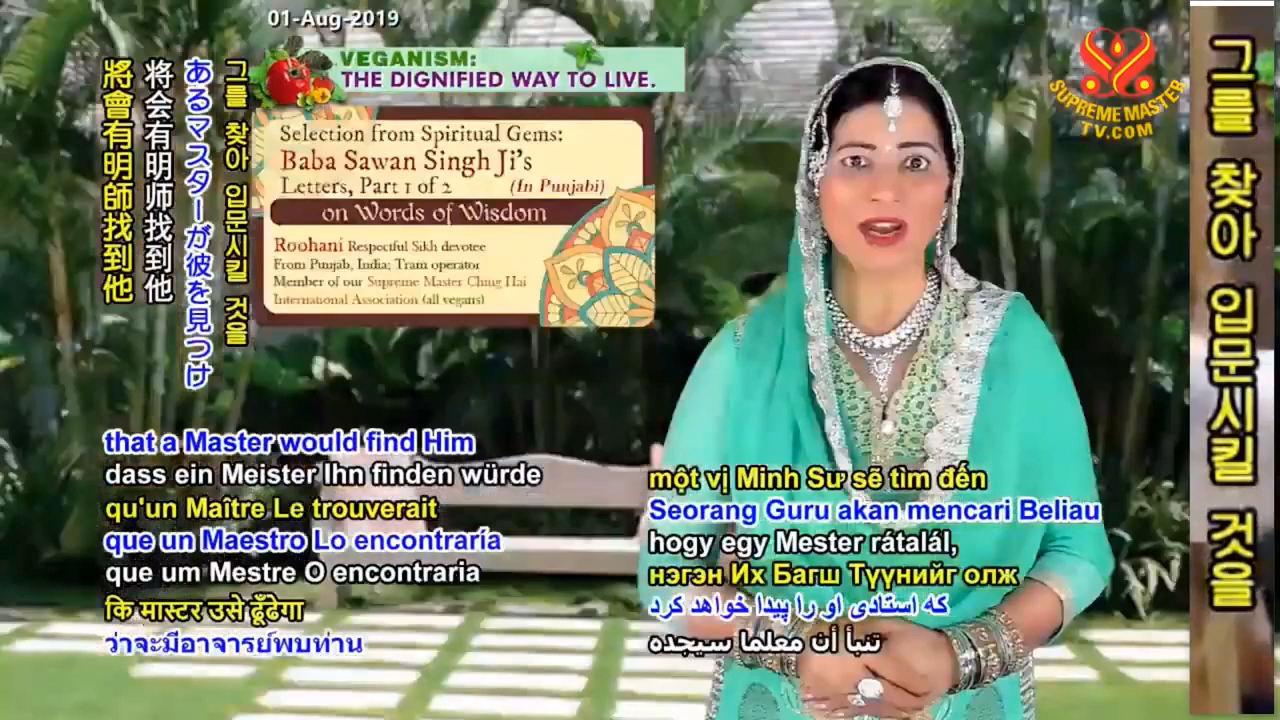 01-Aug-2019
VEGANISM:
THE DIGNIFIED WAY TO LIVE.
SUPREME MASTER
TV.COM
Selection from Spiritual Gems:
Baba Sawan Singh Ji's
Letters, Part 1 of 2 (In Punjabi)
on Words of Wisdom
Roohani Respectful Sikh devotee
From Punjab, India; Tram operator
Member of our Supreme Master Ching Hai
International Association (all vegans)
그를 찾아 입문시킬 것을
あるマスターが彼を見つけ
将会有明师找到他
將會有明師找到他
that a Master would find Him
dass ein Meister Ihn finden würde
qu'un Maître Le trouverait
que un Maestro Lo encontraría
que um Mestre O encontraria
कि मास्टर उसे ढूँढेगा
ว่าจะมีอาจารย์พบท่าน
một vị Minh Sư sẽ tìm đến
Seorang Guru akan mencari Beliau
hogy egy Mester rátalál,
нэгэн Их Багш Түүнийг олж
که استادی او را پیدا خواهد کرد
تنبأ أن معلما سيجده
그를 찾아 입문시킬 것을